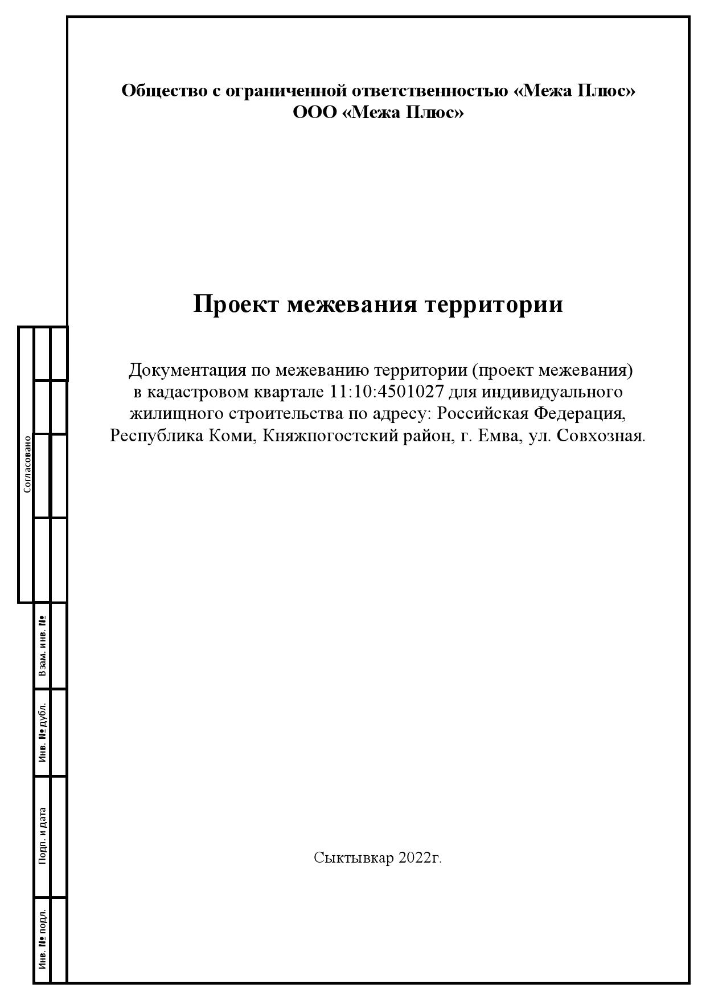 Общество с ограниченной ответственностью «Межа Плюс»
ООО «Межа Плюс»
Проект межевания территории
Документация по межеванию территории (проект межевания)
в кадастровом квартале 11:10:4501027 для индивидуального
жилищного строительства по адресу: Российская Федерация,
Республика Коми, Княжпогостский район, г. Емва, ул. Совхозная.
Согласовано
Взам. инв. №
Инв. № дубл.
Подп. и дата
Инв. № подл.
Сыктывкар 2022г.